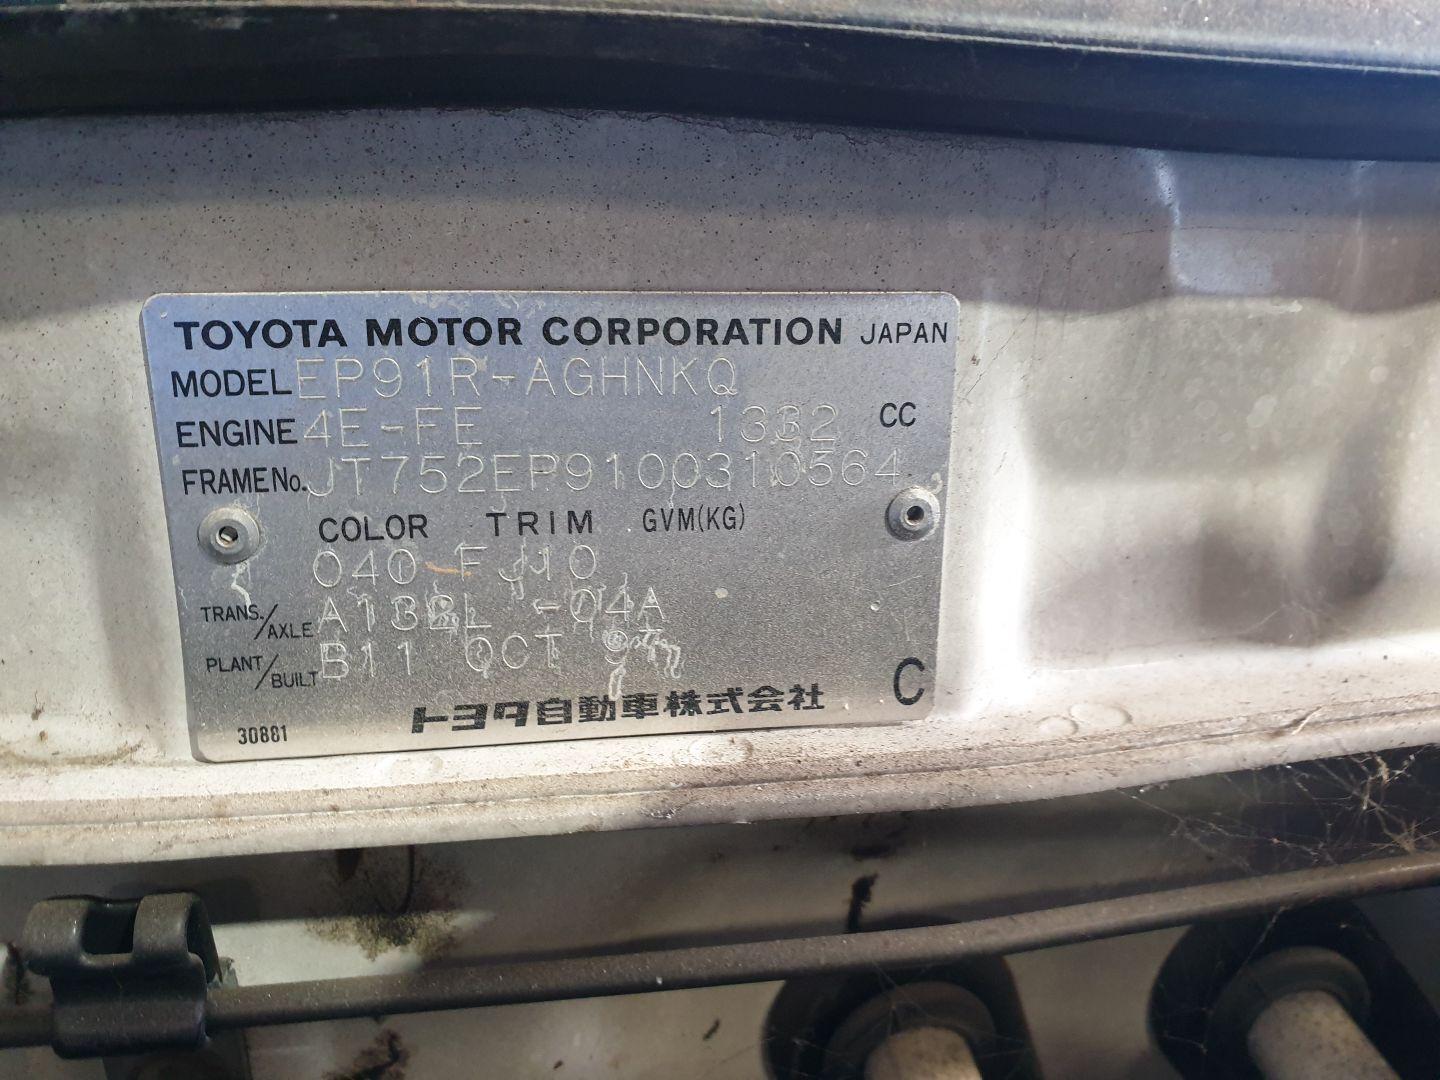 TOYOTA MOTOR CORPORATION JAPAN
MODEL EP91R-AGHNKQ
ENGINE 4E-FE 1332 CC
FRAME No. JT752EP9100310564
COLOR TRIM GVM(KG)
040 FJ10
TRANS./AXLE A132L -04A
PLANT/BUILT B11 OCT
トヨタ自動車株式会社 C
30881